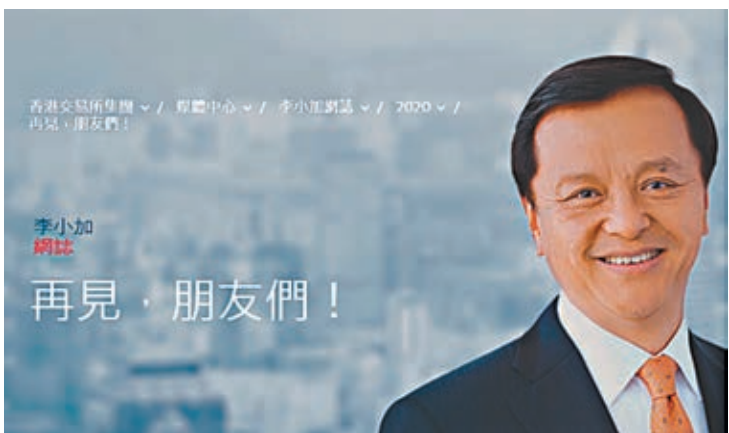 香港交易所集團 / 媒體中心 / 李小加網誌 / 2020 /
再見，朋友們！
李小加
網誌
再見，朋友們！